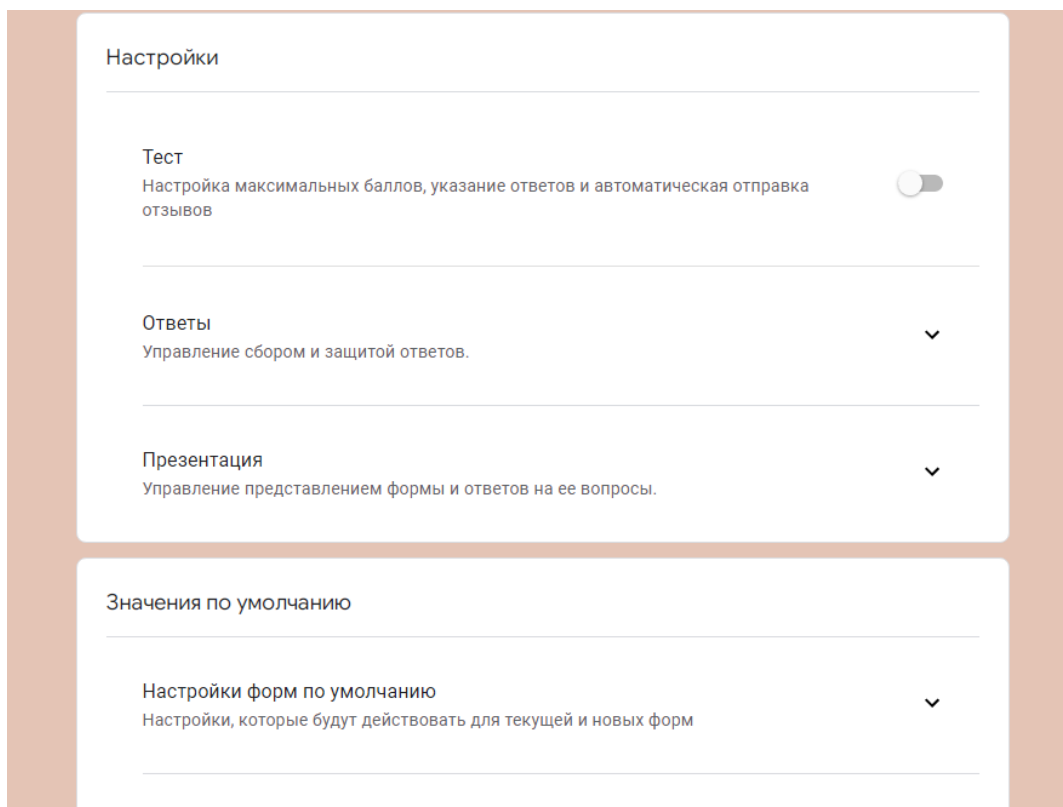 Настройки
Тест
Настройка максимальных баллов, указание ответов и автоматическая отправка
отзывов
Ответы
Управление сбором и защитой ответов.
Презентация
Управление представлением формы и ответов на ее вопросы.
Значения по умолчанию
Настройки форм по умолчанию
Настройки, которые будут действовать для текущей и новых форм